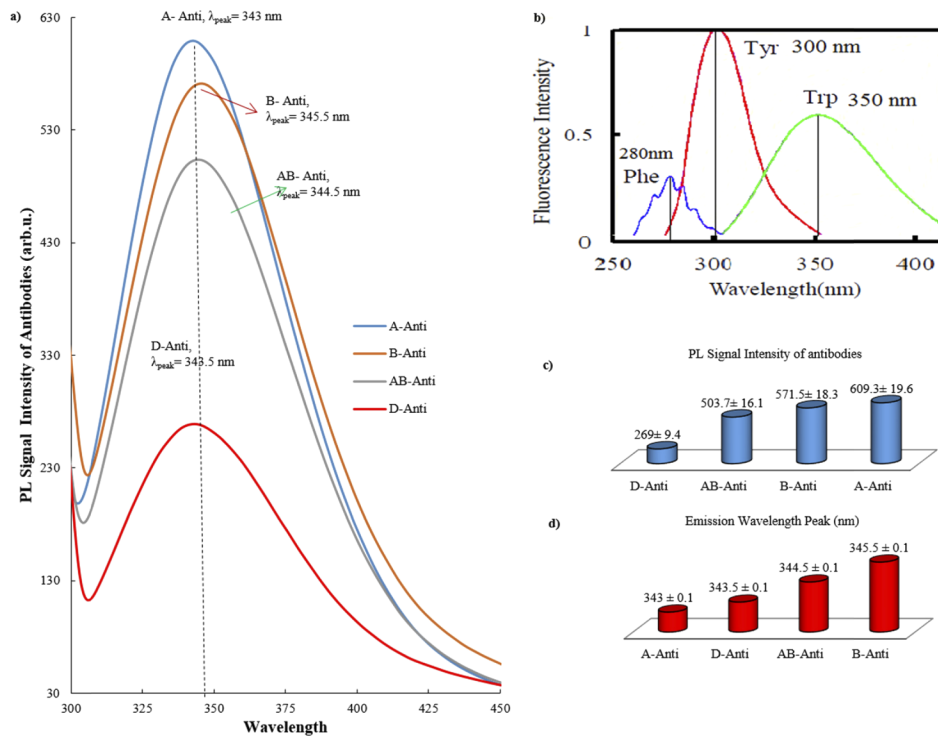 a)
A- Anti, λpeak= 343 nm
B- Anti,
λpeak= 345.5 nm
AB- Anti,
λpeak= 344.5 nm
D-Anti,
λpeak= 343.5 nm
A-Anti
B-Anti
AB-Anti
D-Anti
PL Signal Intensity of Antibodies (arb.u.)
630
530
430
330
230
130
30
300
350
400
450
Wavelength
b)
Fluorescence Intensity
1
0.5
0
Tyr 300 nm
Trp 350 nm
280nm
Phe
250
300
350
400
Wavelength(nm)
c)
PL Signal Intensity of antibodies
269± 9.4
503.7± 16.1
571.5± 18.3
609.3± 19.6
D-Anti
AB-Anti
B-Anti
A-Anti
d)
Emission Wavelength Peak (nm)
343 ± 0.1
343.5 ± 0.1
344.5 ± 0.1
345.5 ± 0.1
A-Anti
D-Anti
AB-Anti
B-Anti